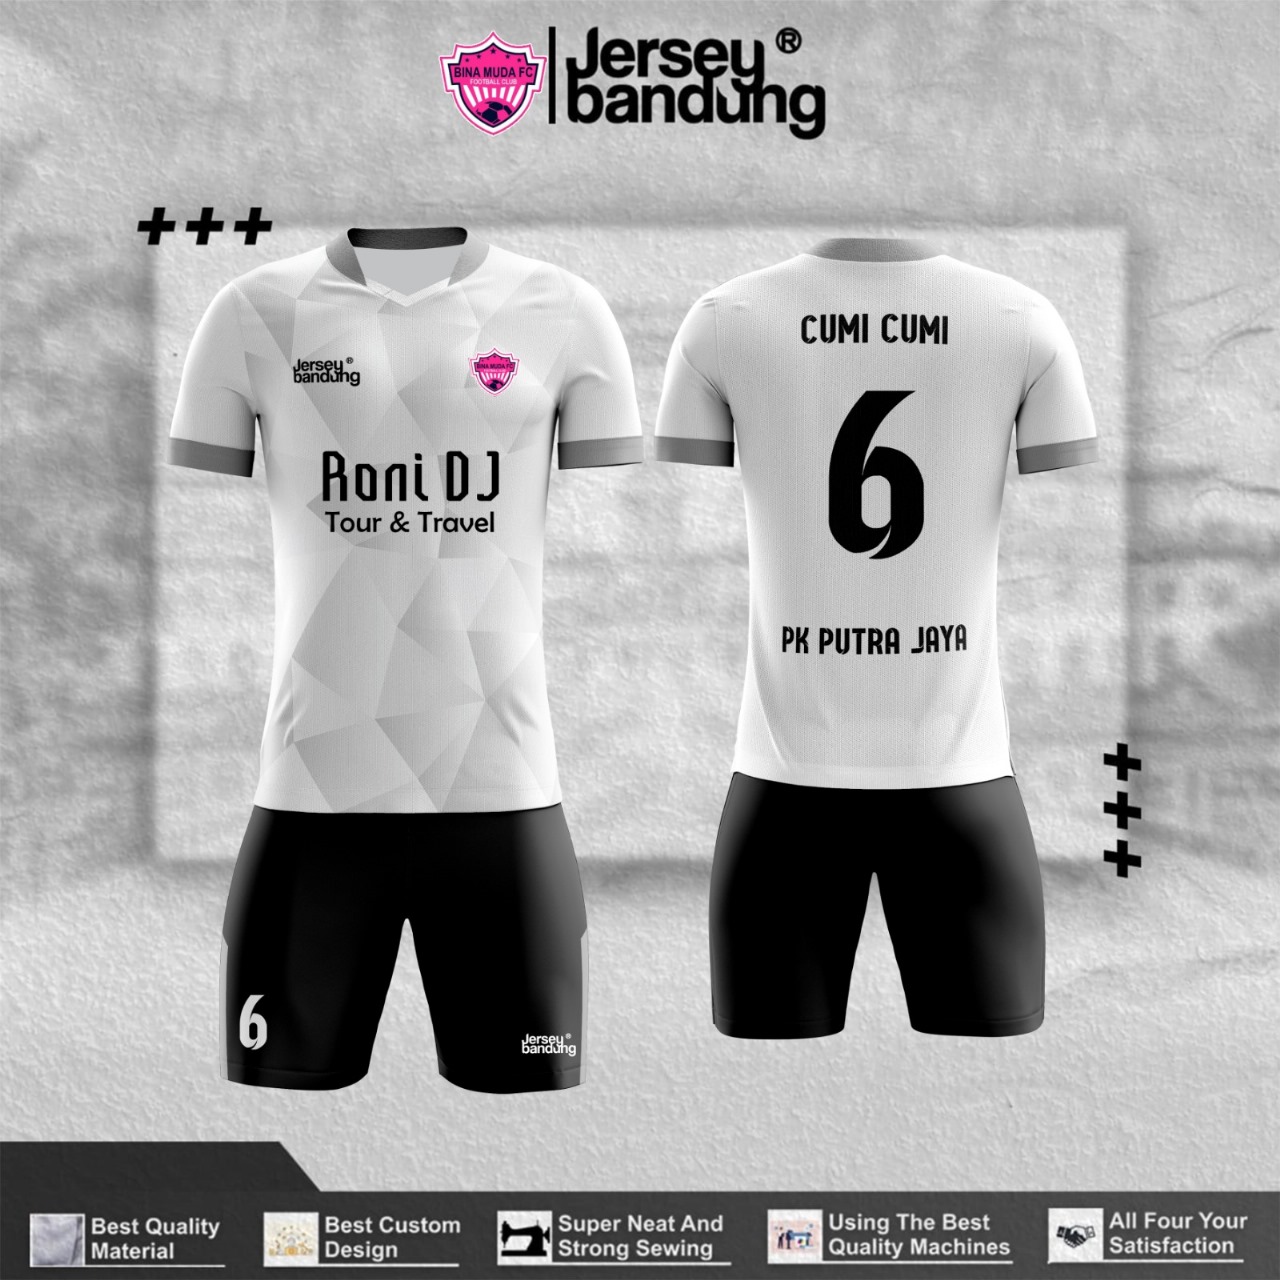 BINA MUDA FC
FOOTBALL CLUB
Jersey®
bandung
Jersey®
bandung
BINA MUDA FC
Roni DJ
Tour & Travel
CUMI CUMI
6
PK PUTRA JAYA
6
Jersey®
bandung
Best Quality
Material
Best Custom
Design
Super Neat And
Strong Sewing
Using The Best
Quality Machines
All Four Your
Satisfaction